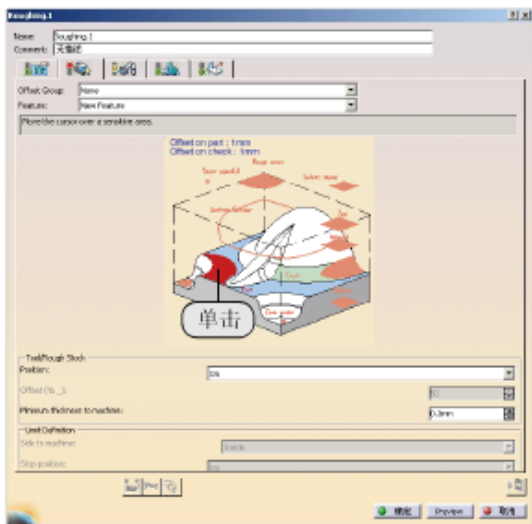 Roughing.1
Name: Roughing.1
Comment: 无描述
Offset Group: None
Feature: New Feature
Move the cursor over a sensitive area.
Offset on part : 1mm
Offset on check : 1mm
单击
Tool/Rough Stock
Position: On
Offset (% _): 50
Minimum thickness to machine: 0.3mm
Limit Definition
Side to machine: Inside
Stop position: On
确定 Preview 取消